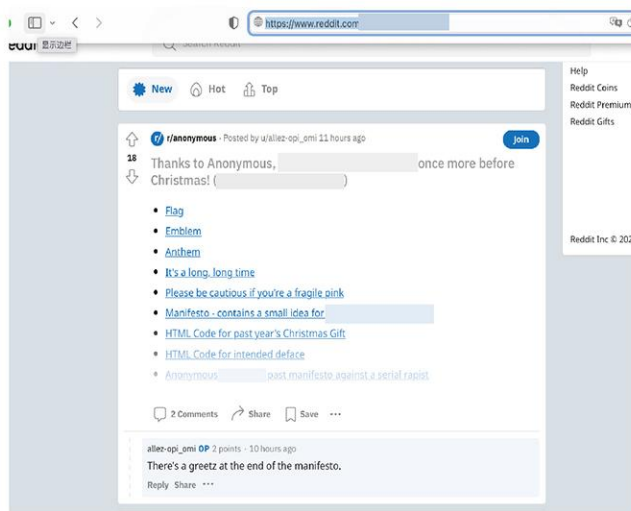 https://www.reddit.com
显示边栏
Search Reddit
New
Hot
Top
Help
Reddit Coins
Reddit Premium
Reddit Gifts
Reddit Inc © 202
r/anonymous · Posted by u/allez-opi_omi 11 hours ago
Join
18
Thanks to Anonymous, once more before
Christmas! ( )
Flag
Emblem
Anthem
It's a long, long time
Please be cautious if you're a fragile pink
Manifesto - contains a small idea for
HTML Code for past year's Christmas Gift
HTML Code for intended deface
Anonymous past manifesto against a serial rapist
2 Comments Share Save
allez-opi_omi OP 2 points · 10 hours ago
There's a greetz at the end of the manifesto.
Reply Share